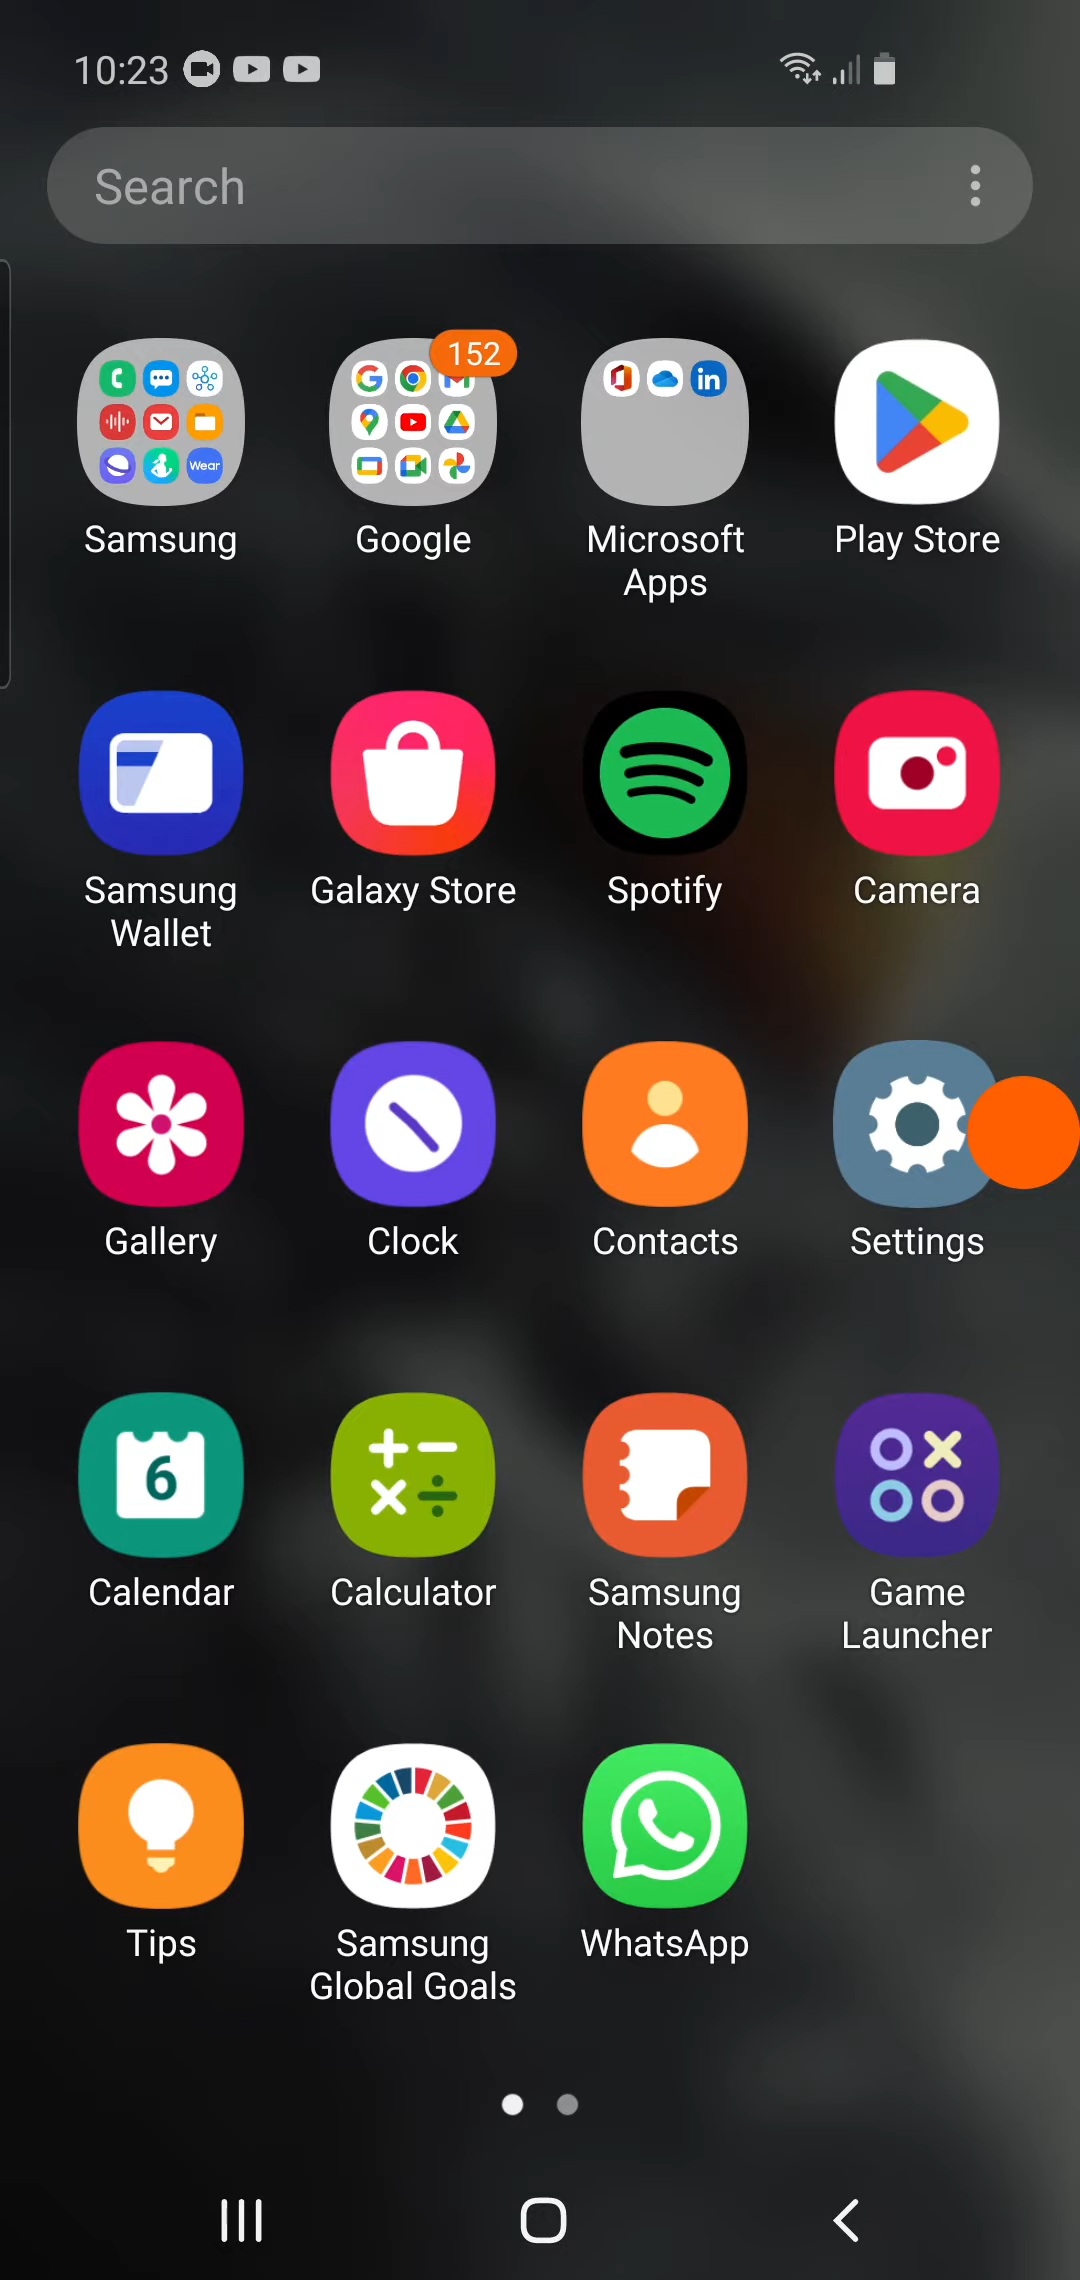 10:23
Search
152
Wear
Samsung
Google
Microsoft
Apps
Play Store
Samsung
Wallet
Galaxy Store
Spotify
Camera
Gallery
Clock
Contacts
Settings
6
Calendar
Calculator
Samsung
Notes
Game
Launcher
Tips
Samsung
Global Goals
WhatsApp